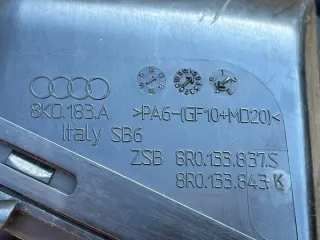 8K0.183.A
>PA6-(GF10+MD20)<
Italy SB6
ZSB 8R0.133.837.S
8R0.133.843.K